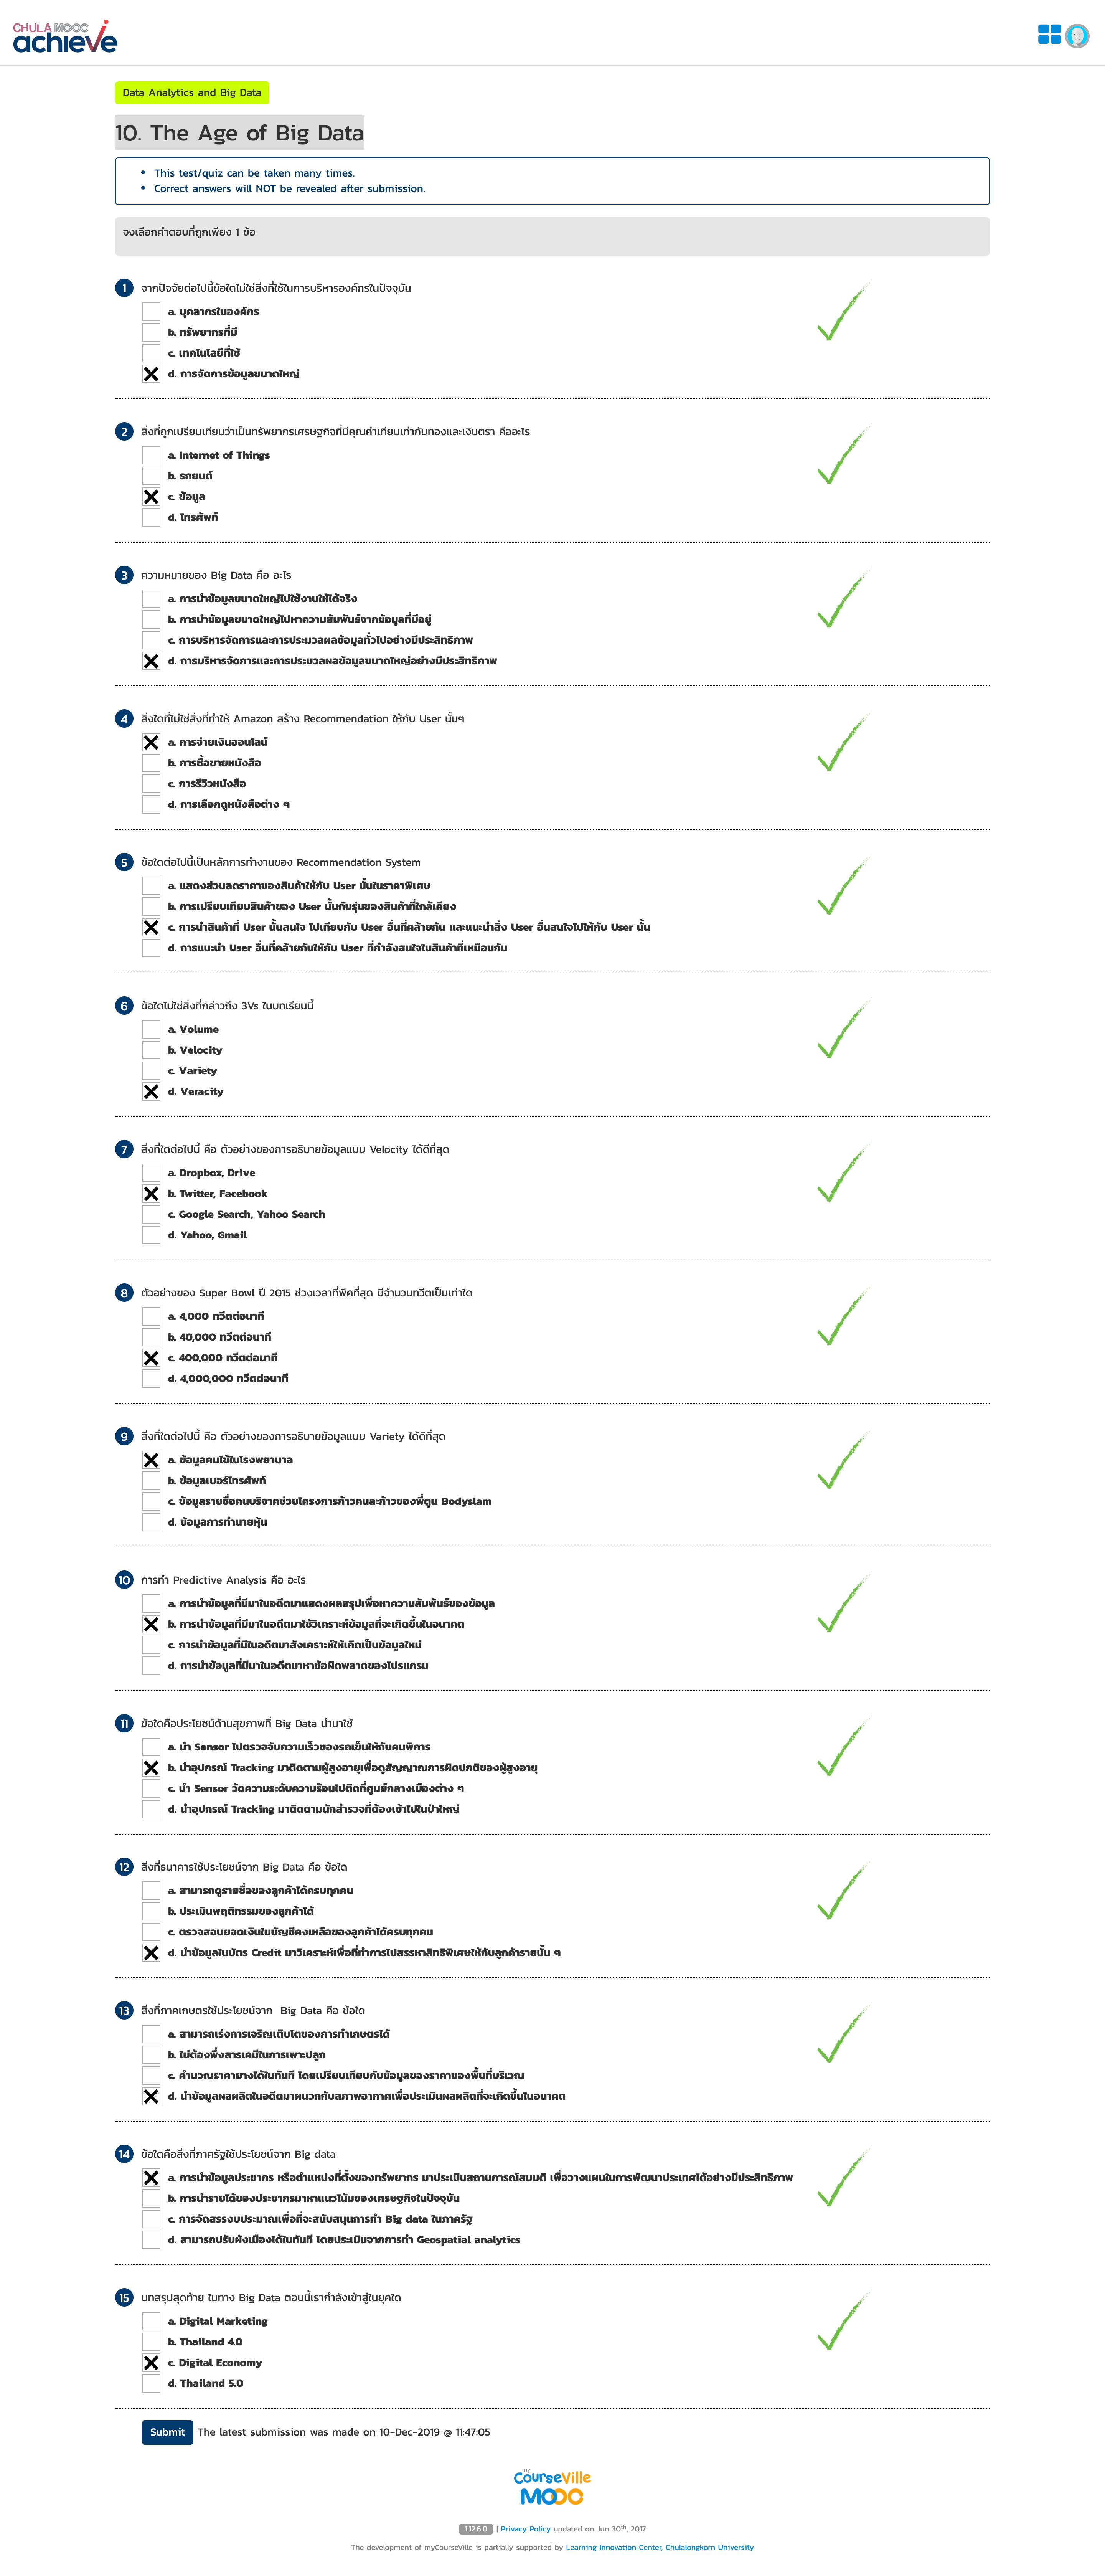 CHULA MOOC
achieve
Data Analytics and Big Data
10. The Age of Big Data
This test/quiz can be taken many times.
Correct answers will NOT be revealed after submission.
จงเลือกคำตอบที่ถูกเพียง 1 ข้อ
1 จากปัจจัยต่อไปนี้ข้อใดไม่ใช่สิ่งที่ใช้ในการบริหารองค์กรในปัจจุบัน
a. บุคลากรในองค์กร
b. ทรัพยากรที่มี
c. เทคโนโลยีที่ใช้
d. การจัดการข้อมูลขนาดใหญ่
2 สิ่งที่ถูกเปรียบเทียบว่าเป็นทรัพยากรเศรษฐกิจที่มีคุณค่าเทียบเท่ากับทองและเงินตรา คืออะไร
a. Internet of Things
b. รถยนต์
c. ข้อมูล
d. โทรศัพท์
3 ความหมายของ Big Data คือ อะไร
a. การนำข้อมูลขนาดใหญ่ไปใช้งานให้ได้จริง
b. การนำข้อมูลขนาดใหญ่ไปหาความสัมพันธ์จากข้อมูลที่มีอยู่
c. การบริหารจัดการและการประมวลผลข้อมูลทั่วไปอย่างมีประสิทธิภาพ
d. การบริหารจัดการและการประมวลผลข้อมูลขนาดใหญ่อย่างมีประสิทธิภาพ
4 สิ่งใดที่ไม่ใช่สิ่งที่ทำให้ Amazon สร้าง Recommendation ให้กับ User นั้นๆ
a. การจ่ายเงินออนไลน์
b. การซื้อขายหนังสือ
c. การรีวิวหนังสือ
d. การเลือกดูหนังสือต่าง ๆ
5 ข้อใดต่อไปนี้เป็นหลักการทำงานของ Recommendation System
a. แสดงส่วนลดราคาของสินค้าให้กับ User นั้นในราคาพิเศษ
b. การเปรียบเทียบสินค้าของ User นั้นกับรุ่นของสินค้าที่ใกล้เคียง
c. การนำสินค้าที่ User นั้นสนใจ ไปเทียบกับ User อื่นที่คล้ายกัน และแนะนำสิ่ง User อื่นสนใจไปให้กับ User นั้น
d. การแนะนำ User อื่นที่คล้ายกันให้กับ User ที่กำลังสนใจในสินค้าที่เหมือนกัน
6 ข้อใดไม่ใช่สิ่งที่กล่าวถึง 3Vs ในบทเรียนนี้
a. Volume
b. Velocity
c. Variety
d. Veracity
7 สิ่งที่ใดต่อไปนี้ คือ ตัวอย่างของการอธิบายข้อมูลแบบ Velocity ได้ดีที่สุด
a. Dropbox, Drive
b. Twitter, Facebook
c. Google Search, Yahoo Search
d. Yahoo, Gmail
8 ตัวอย่างของ Super Bowl ปี 2015 ช่วงเวลาที่พีคที่สุด มีจำนวนทวีตเป็นเท่าใด
a. 4,000 ทวีตต่อนาที
b. 40,000 ทวีตต่อนาที
c. 400,000 ทวีตต่อนาที
d. 4,000,000 ทวีตต่อนาที
9 สิ่งที่ใดต่อไปนี้ คือ ตัวอย่างของการอธิบายข้อมูลแบบ Variety ได้ดีที่สุด
a. ข้อมูลคนไข้ในโรงพยาบาล
b. ข้อมูลเบอร์โทรศัพท์
c. ข้อมูลรายชื่อคนบริจาคช่วยโครงการก้าวคนละก้าวของพี่ตูน Bodyslam
d. ข้อมูลการทำนายหุ้น
10 การทำ Predictive Analysis คือ อะไร
a. การนำข้อมูลที่มีมาในอดีตมาแสดงผลสรุปเพื่อหาความสัมพันธ์ของข้อมูล
b. การนำข้อมูลที่มีมาในอดีตมาใช้วิเคราะห์ข้อมูลที่จะเกิดขึ้นในอนาคต
c. การนำข้อมูลที่มีในอดีตมาสังเคราะห์ให้เกิดเป็นข้อมูลใหม่
d. การนำข้อมูลที่มีมาในอดีตมาหาข้อผิดพลาดของโปรแกรม
11 ข้อใดคือประโยชน์ด้านสุขภาพที่ Big Data นำมาใช้
a. นำ Sensor ไปตรวจจับความเร็วของรถเข็นให้กับคนพิการ
b. นำอุปกรณ์ Tracking มาติดตามผู้สูงอายุเพื่อดูสัญญาณการผิดปกติของผู้สูงอายุ
c. นำ Sensor วัดความระดับความร้อนไปติดที่ศูนย์กลางเมืองต่าง ๆ
d. นำอุปกรณ์ Tracking มาติดตามนักสำรวจที่ต้องเข้าไปในป่าใหญ่
12 สิ่งที่ธนาคารใช้ประโยชน์จาก Big Data คือ ข้อใด
a. สามารถดูรายชื่อของลูกค้าได้ครบทุกคน
b. ประเมินพฤติกรรมของลูกค้าได้
c. ตรวจสอบยอดเงินในบัญชีคงเหลือของลูกค้าได้ครบทุกคน
d. นำข้อมูลในบัตร Credit มาวิเคราะห์เพื่อที่ทำการไปสรรหาสิทธิพิเศษให้กับลูกค้ารายนั้น ๆ
13 สิ่งที่ภาคเกษตรใช้ประโยชน์จาก Big Data คือ ข้อใด
a. สามารถเร่งการเจริญเติบโตของการทำเกษตรได้
b. ไม่ต้องพึ่งสารเคมีในการเพาะปลูก
c. คำนวณราคายางได้ในทันที โดยเปรียบเทียบกับข้อมูลของราคาของพื้นที่บริเวณ
d. นำข้อมูลผลผลิตในอดีตมาผนวกกับสภาพอากาศเพื่อประเมินผลผลิตที่จะเกิดขึ้นในอนาคต
14 ข้อใดคือสิ่งที่ภาครัฐใช้ประโยชน์จาก Big data
a. การนำข้อมูลประชากร หรือตำแหน่งที่ตั้งของทรัพยากร มาประเมินสถานการณ์สมมติ เพื่อวางแผนในการพัฒนาประเทศได้อย่างมีประสิทธิภาพ
b. การนำรายได้ของประชากรมาหาแนวโน้มของเศรษฐกิจในปัจจุบัน
c. การจัดสรรงบประมาณเพื่อที่จะสนับสนุนการทำ Big data ในภาครัฐ
d. สามารถปรับผังเมืองได้ในทันที โดยประเมินจากการทำ Geospatial analytics
15 บทสรุปสุดท้าย ในทาง Big Data ตอนนี้เรากำลังเข้าสู่ในยุคใด
a. Digital Marketing
b. Thailand 4.0
c. Digital Economy
d. Thailand 5.0
Submit The latest submission was made on 10-Dec-2019 @ 11:47:05
my
CourseVille
MOOC
1.12.6.0 | Privacy Policy updated on Jun 30th, 2017
The development of myCourseVille is partially supported by Learning Innovation Center, Chulalongkorn University